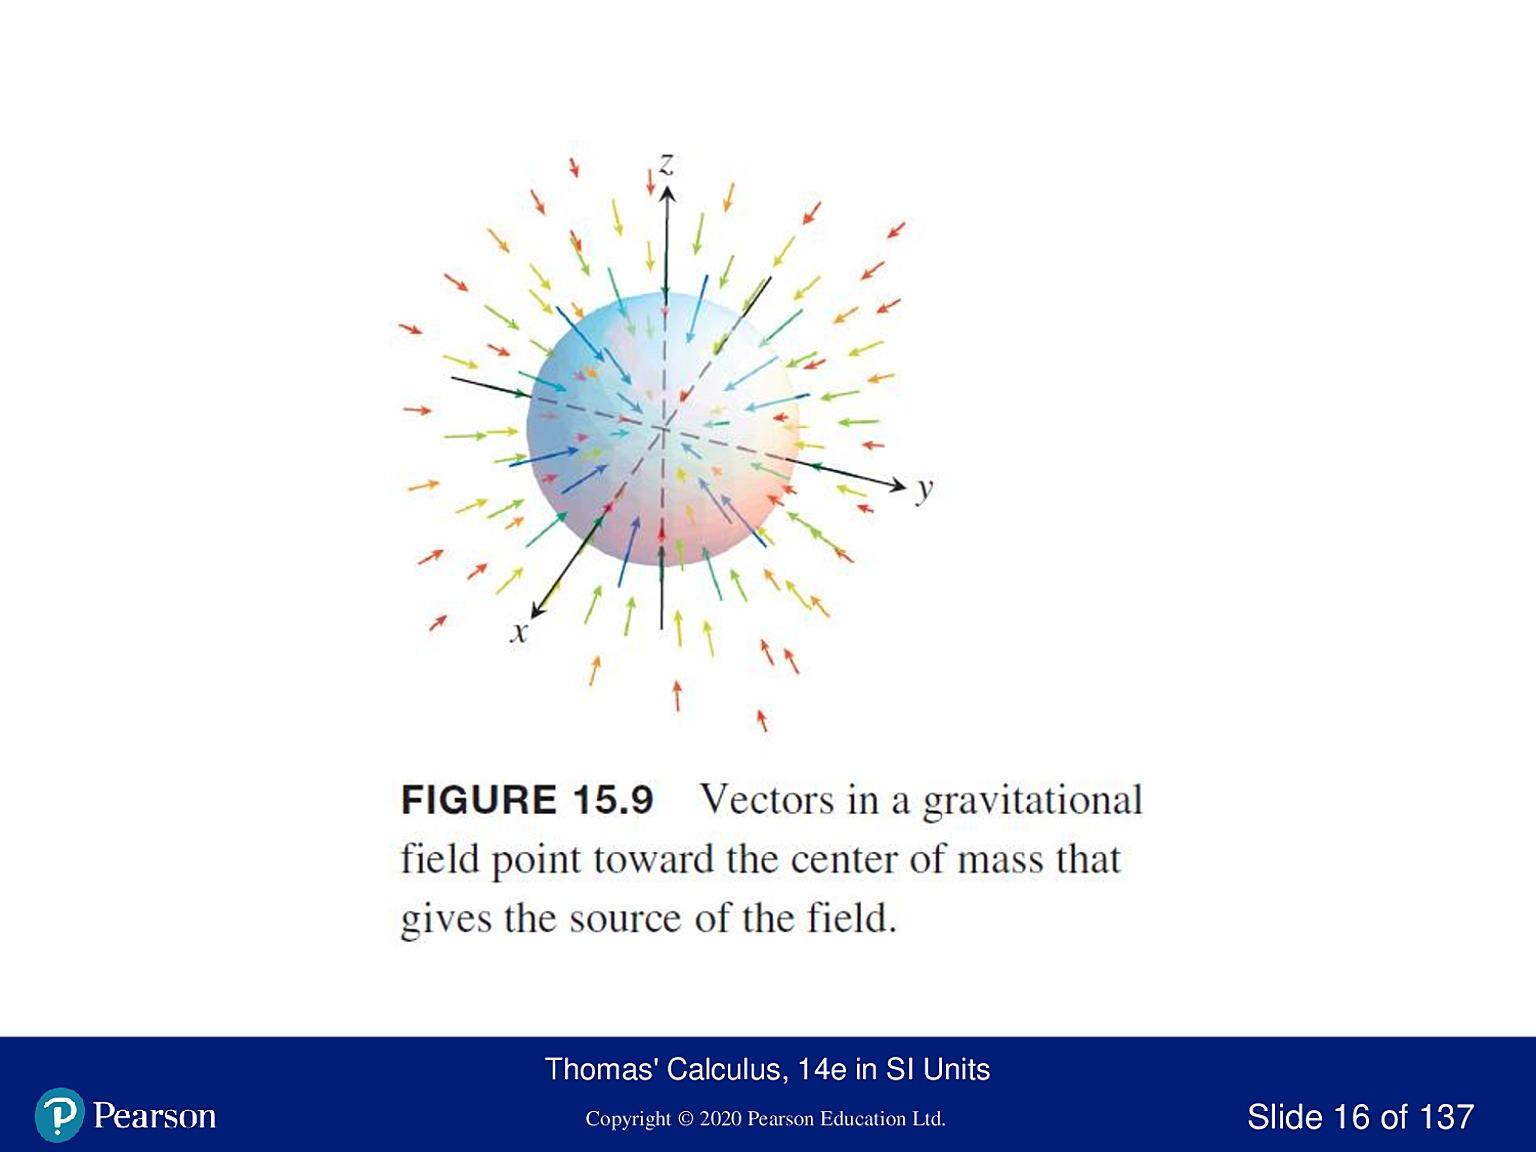 z
y
x
FIGURE 15.9 Vectors in a gravitational
field point toward the center of mass that
gives the source of the field.
Thomas' Calculus, 14e in SI Units
Pearson
Copyright © 2020 Pearson Education Ltd.
Slide 16 of 137